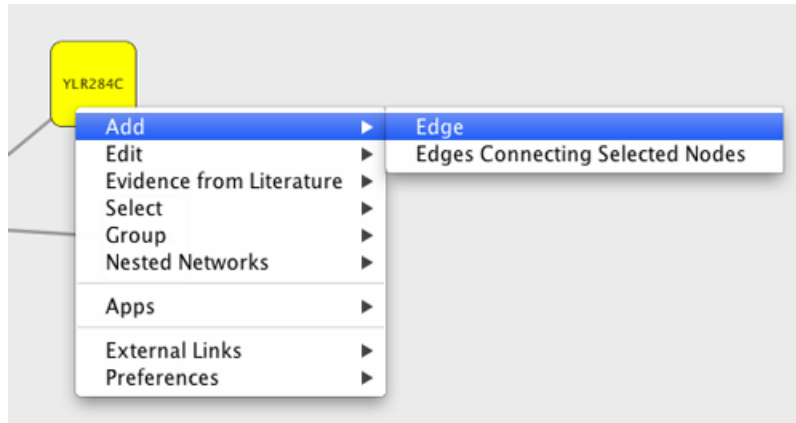 YLR284C
Add
Edge
Edit
Edges Connecting Selected Nodes
Evidence from Literature
Select
Group
Nested Networks
Apps
External Links
Preferences